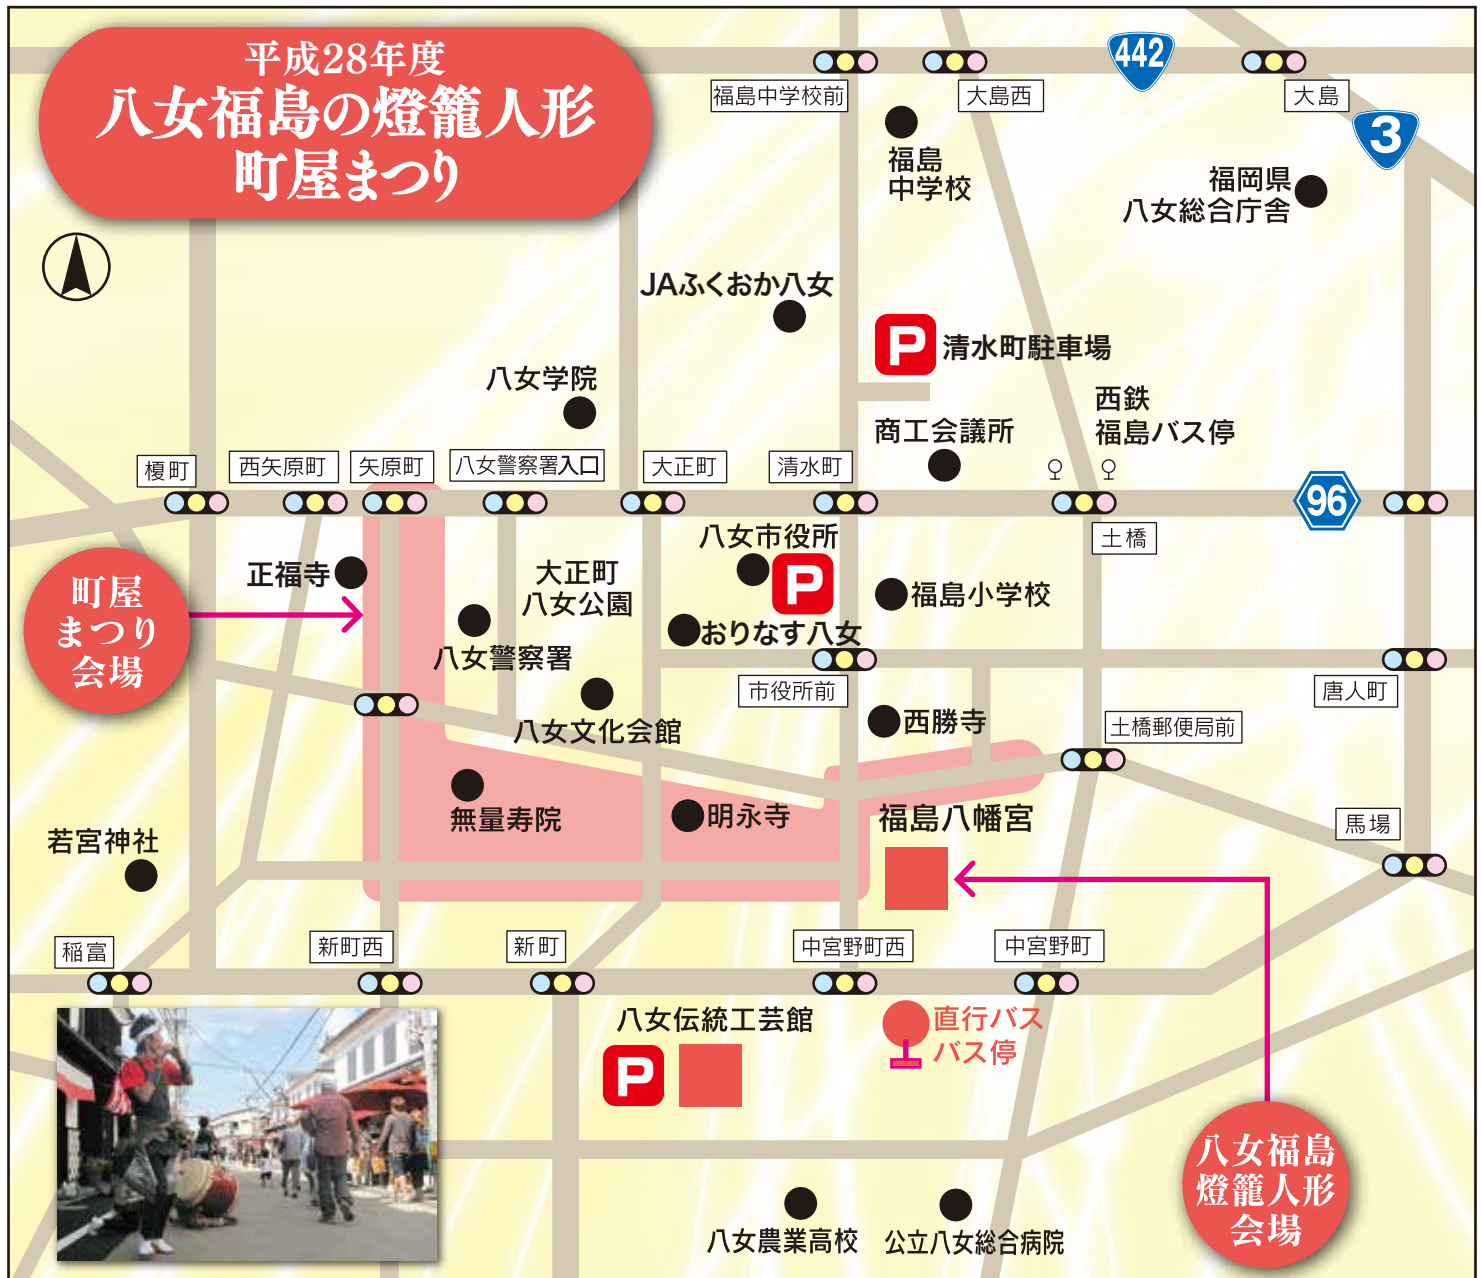 平成28年度
八女福島の燈籠人形
町屋まつり
442
福島中学校前
大島西
大島
3
福島
中学校
福岡県
八女総合庁舎
JAふくおか八女
P
清水町駐車場
八女学院
西鉄
福島バス停
商工会議所
榎町
西矢原町
矢原町
八女警察署入口
大正町
清水町
96
土橋
八女市役所
P
正福寺
大正町
八女公園
福島小学校
町屋
まつり
会場
おりなす八女
八女警察署
市役所前
唐人町
八女文化会館
西勝寺
土橋郵便局前
無量寿院
明永寺
福島八幡宮
馬場
若宮神社
稲富
新町西
新町
中宮野町西
中宮野町
八女伝統工芸館
P
直行バス
バス停
八女福島
燈籠人形
会場
八女農業高校
公立八女総合病院